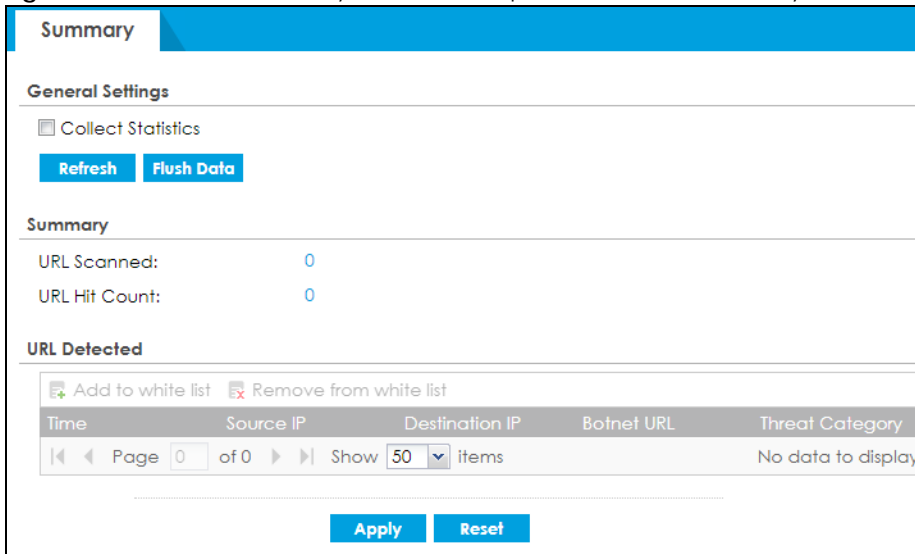 Summary
General Settings
Collect Statistics
Refresh Flush Data
Summary
URL Scanned: 0
URL Hit Count: 0
URL Detected
Add to white list Remove from white list
Time Source IP Destination IP Botnet URL Threat Category
Page 0 of 0 Show 50 items No data to display
Apply Reset